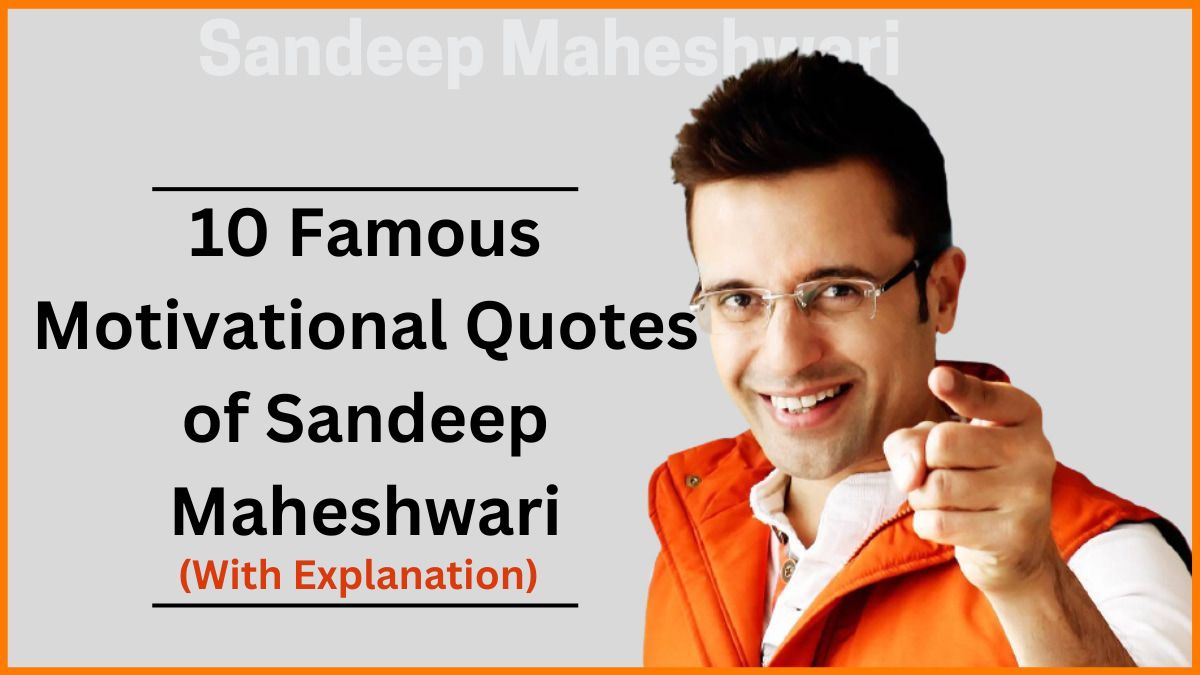 Sandeep Maheshwari
10 Famous
Motivational Quotes
of Sandeep
Maheshwari
(With Explanation)